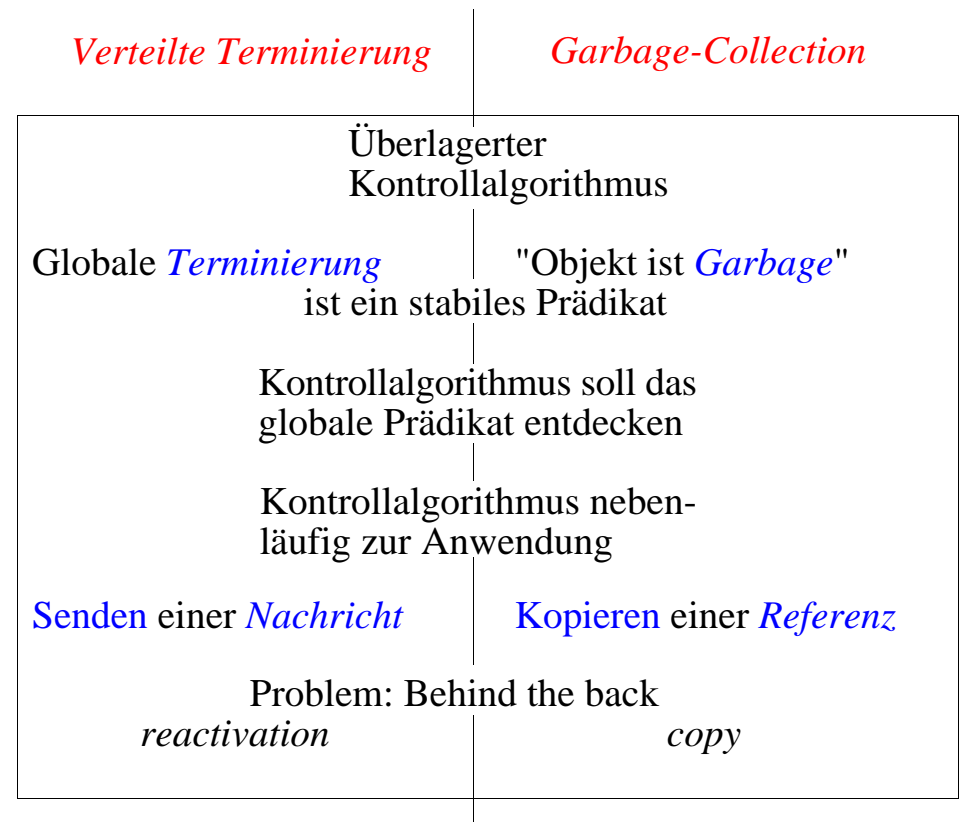 Verteilte Terminierung
Garbage-Collection
Überlagerter
Kontrollalgorithmus
Globale Terminierung
"Objekt ist Garbage"
ist ein stabiles Prädikat
Kontrollalgorithmus soll das
globale Prädikat entdecken
Kontrollalgorithmus neben-
läufig zur Anwendung
Senden einer Nachricht
Kopieren einer Referenz
Problem: Behind the back
reactivation
copy